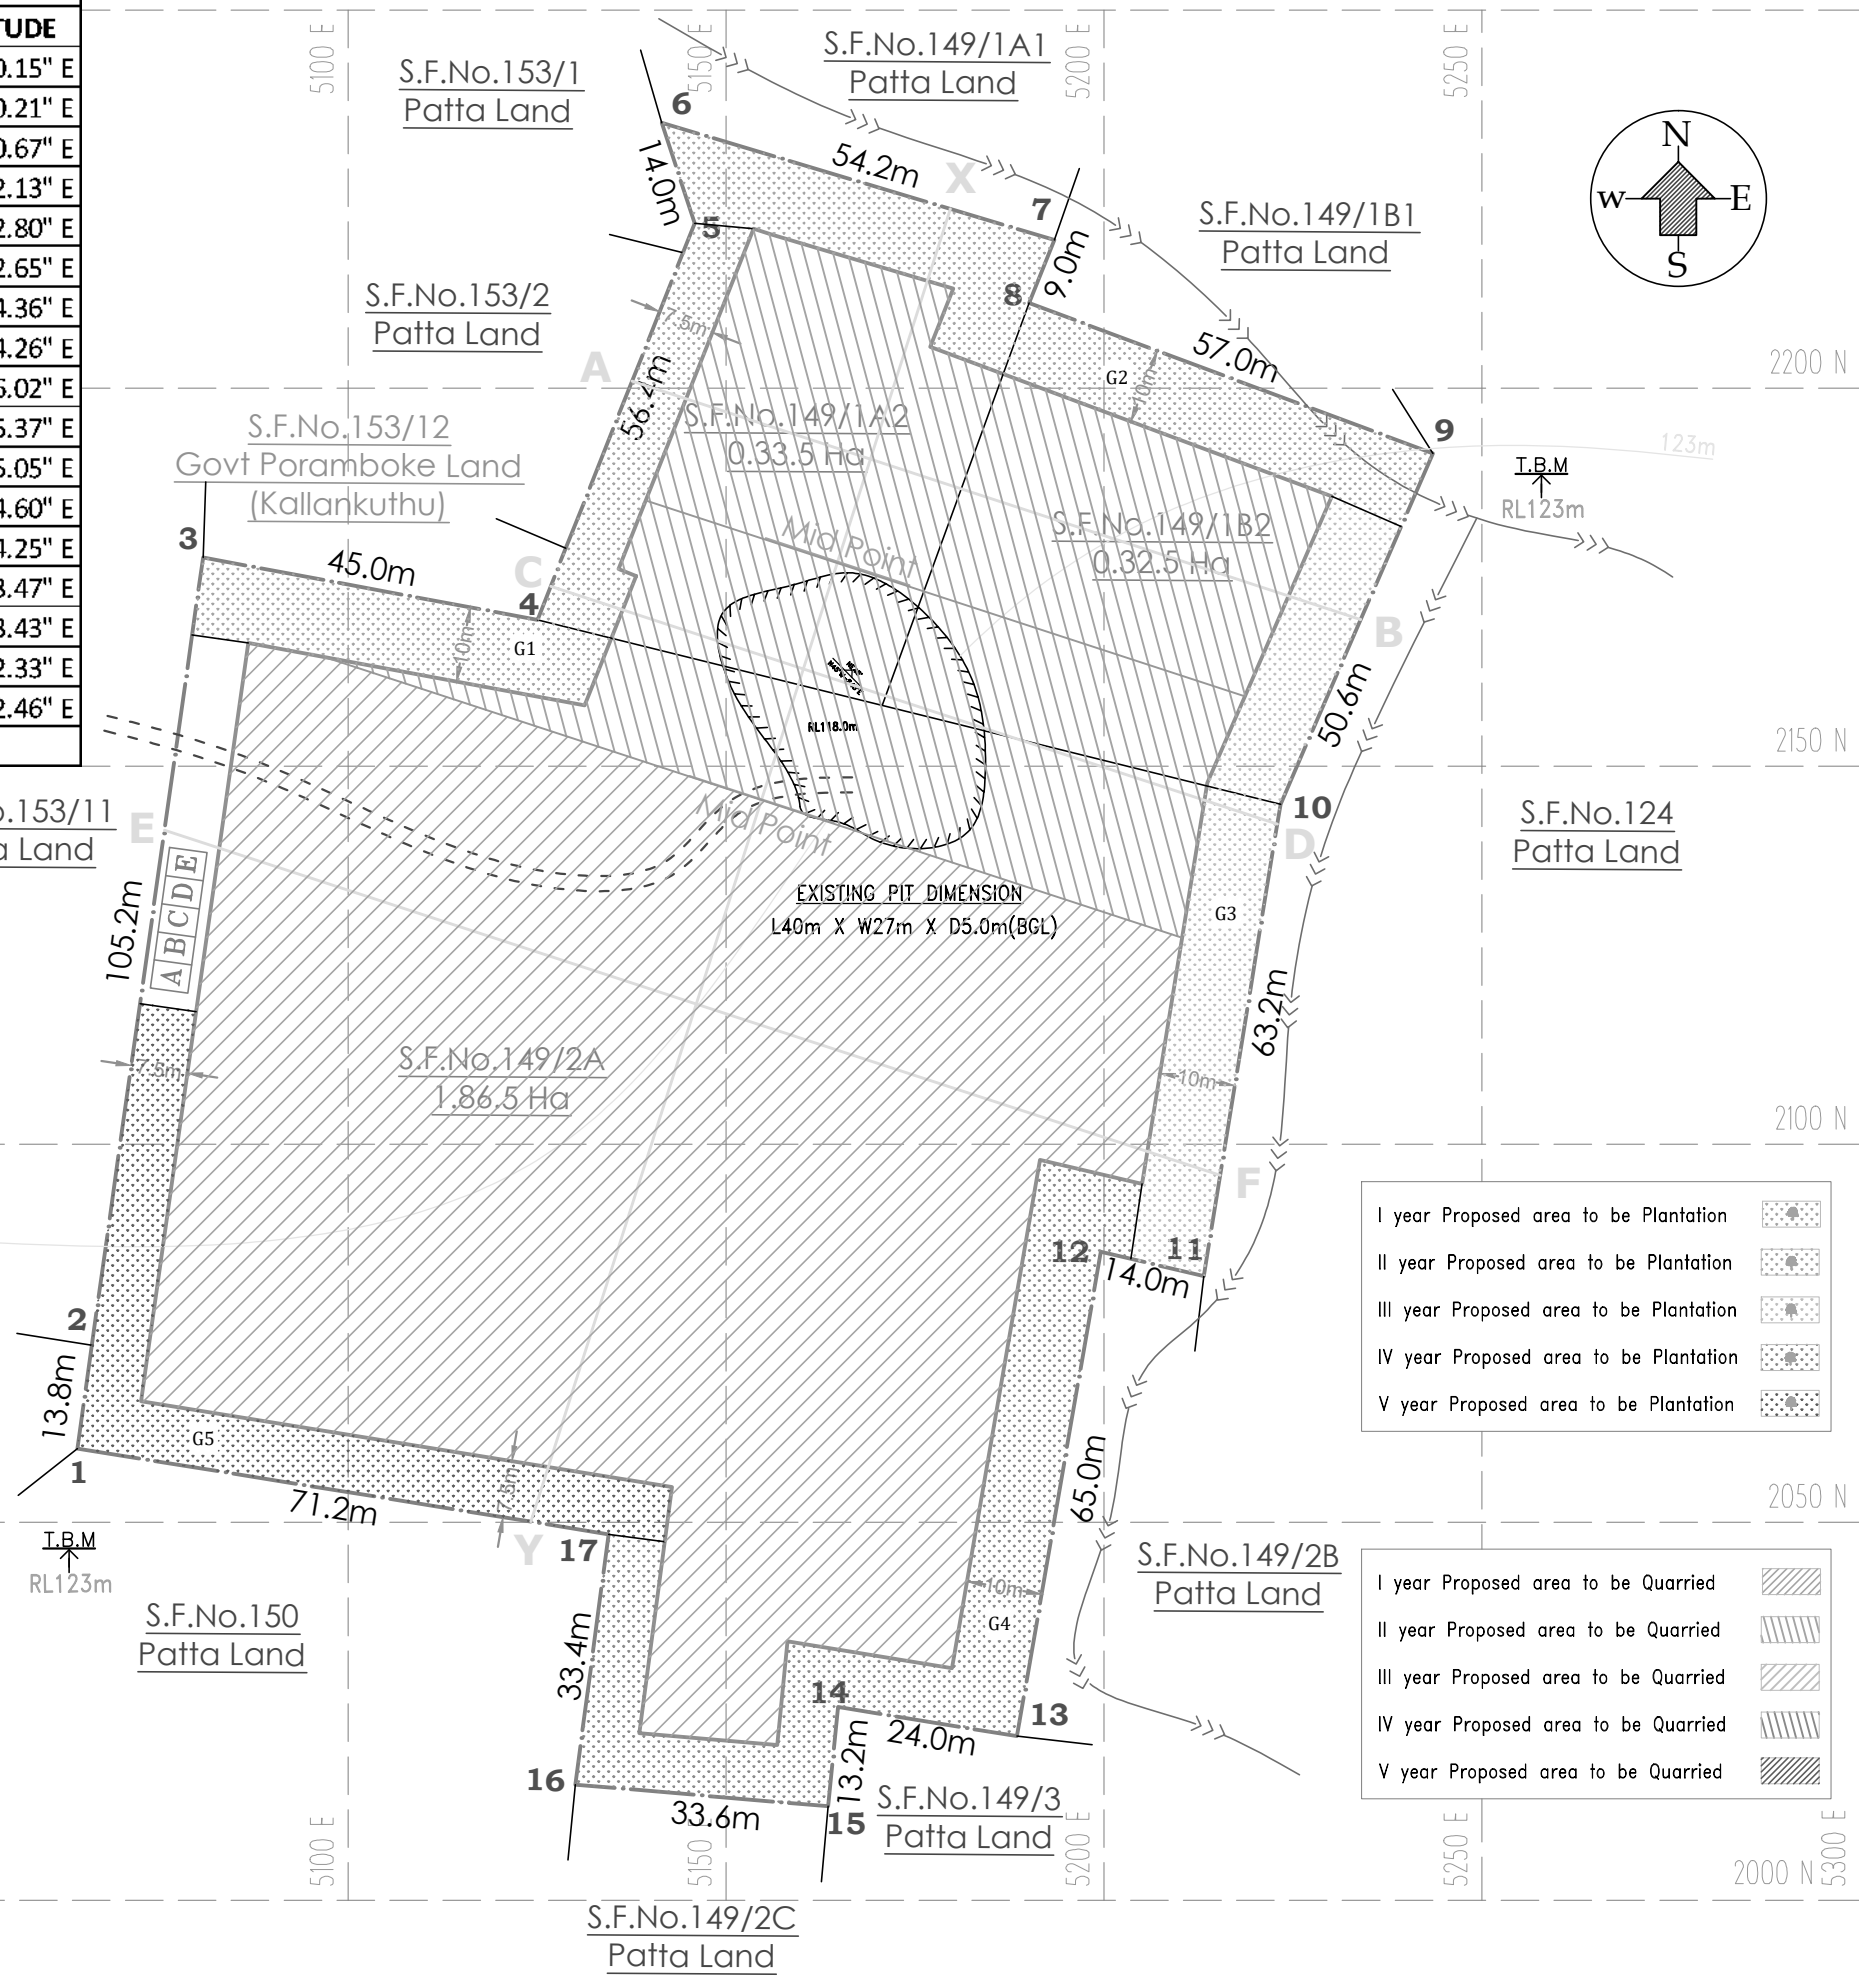 TUDE
0.15" E
0.21" E
0.67" E
2.13" E
2.80" E
2.65" E
4.36" E
4.26" E
6.02" E
6.37" E
5.05" E
4.60" E
4.25" E
3.47" E
3.43" E
2.33" E
2.46" E
5100 E
5150 E
5200 E
5250 E
S.F.No.153/1
Patta Land
S.F.No.149/1A1
Patta Land
S.F.No.149/1B1
Patta Land
N
W
E
S
6
14.0m
54.2m
X
7
5
9.0m
8
S.F.No.153/2
Patta Land
7.5m
A
56.4m
57.0m
G2
10m
2200 N
S.F.No.149/1A2
0.33.5 Ha
9
123m
S.F.No.153/12
Govt Poramboke Land
(Kallankuthu)
T.B.M
RL123m
S.F.No.149/1B2
0.32.5 Ha
Mid Point
3
45.0m
C
4
G1
10m
B
RL118.0m
50.6m
2150 N
Mid Point
10
D
o.153/11
a Land
E
S.F.No.124
Patta Land
A B C D E
105.2m
EXISTING PIT DIMENSION
L40m X W27m X D5.0m(BGL)
G3
63.2m
S.F.No.149/2A
1.86.5 Ha
7.5m
10m
2100 N
F
12
11
14.0m
I year Proposed area to be Plantation
II year Proposed area to be Plantation
III year Proposed area to be Plantation
IV year Proposed area to be Plantation
V year Proposed area to be Plantation
2
13.8m
1
G5
7.5m
71.2m
Y
17
65.0m
2050 N
T.B.M
RL123m
S.F.No.149/2B
Patta Land
10m
G4
S.F.No.150
Patta Land
33.4m
I year Proposed area to be Quarried
II year Proposed area to be Quarried
III year Proposed area to be Quarried
IV year Proposed area to be Quarried
V year Proposed area to be Quarried
14
13
24.0m
13.2m
16
33.6m
15
S.F.No.149/3
Patta Land
5100 E
5150 E
5200 E
5250 E
2000 N
5300 E
S.F.No.149/2C
Patta Land